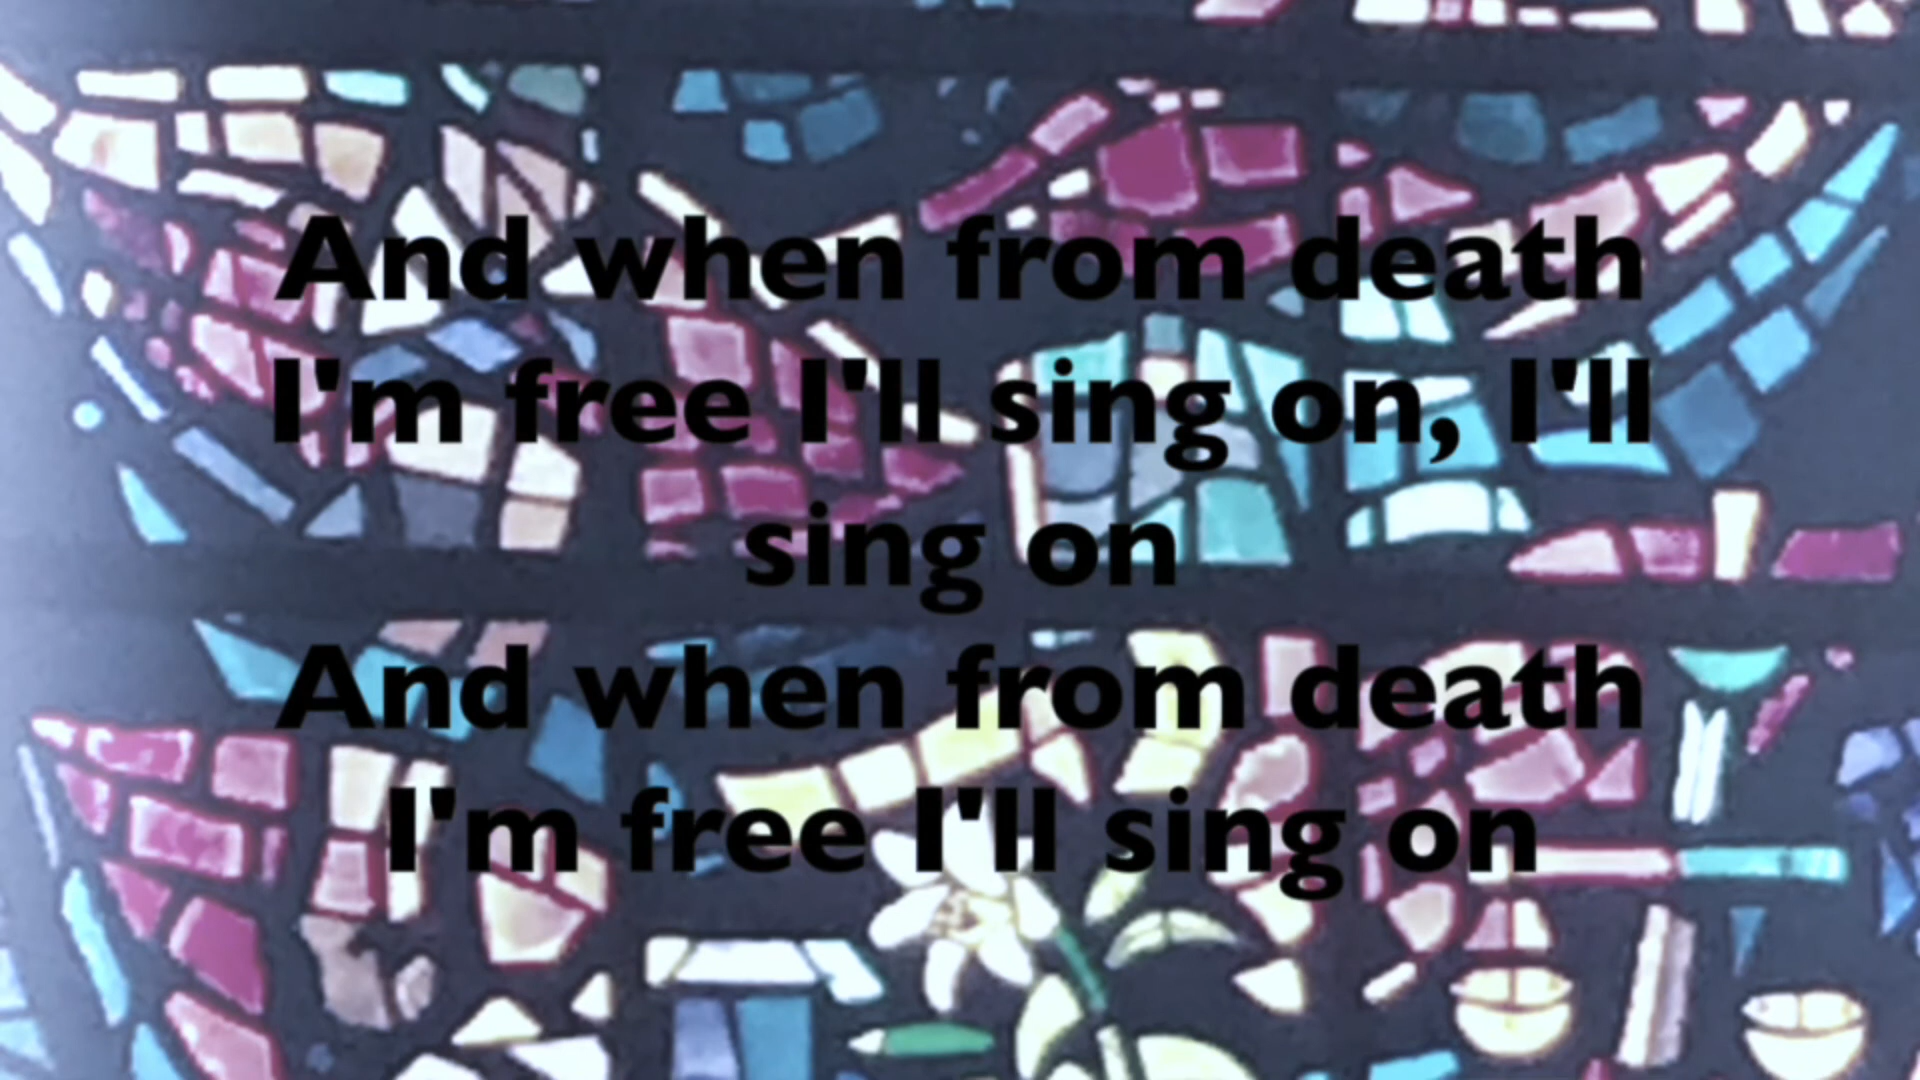 And when from death
I'm free I'll sing on, I'll
sing on
And when from death
I'm free I'll sing on